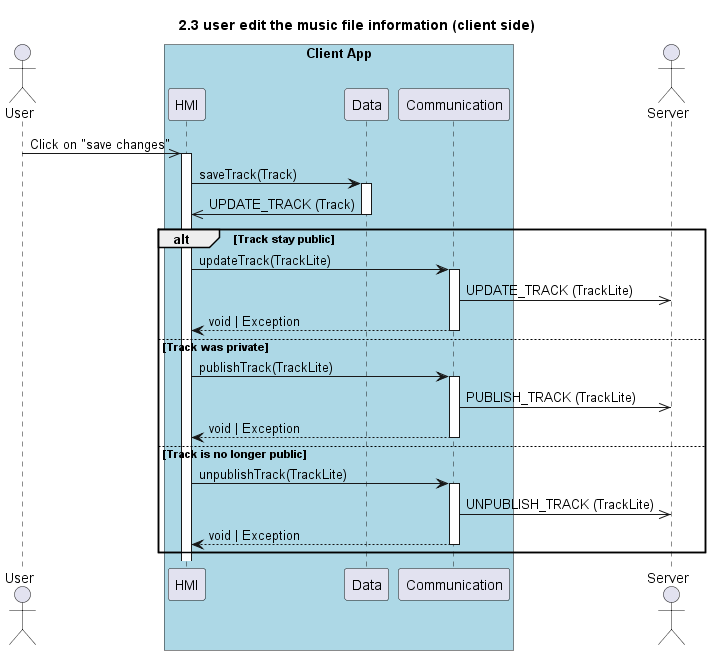 2.3 user edit the music file information (client side)
Client App
User
HMI
Data
Communication
Server
Click on "save changes"
saveTrack(Track)
UPDATE_TRACK (Track)
alt [Track stay public]
updateTrack(TrackLite)
UPDATE_TRACK (TrackLite)
void | Exception
[Track was private]
publishTrack(TrackLite)
PUBLISH_TRACK (TrackLite)
void | Exception
[Track is no longer public]
unpublishTrack(TrackLite)
UNPUBLISH_TRACK (TrackLite)
void | Exception
User
HMI
Data
Communication
Server